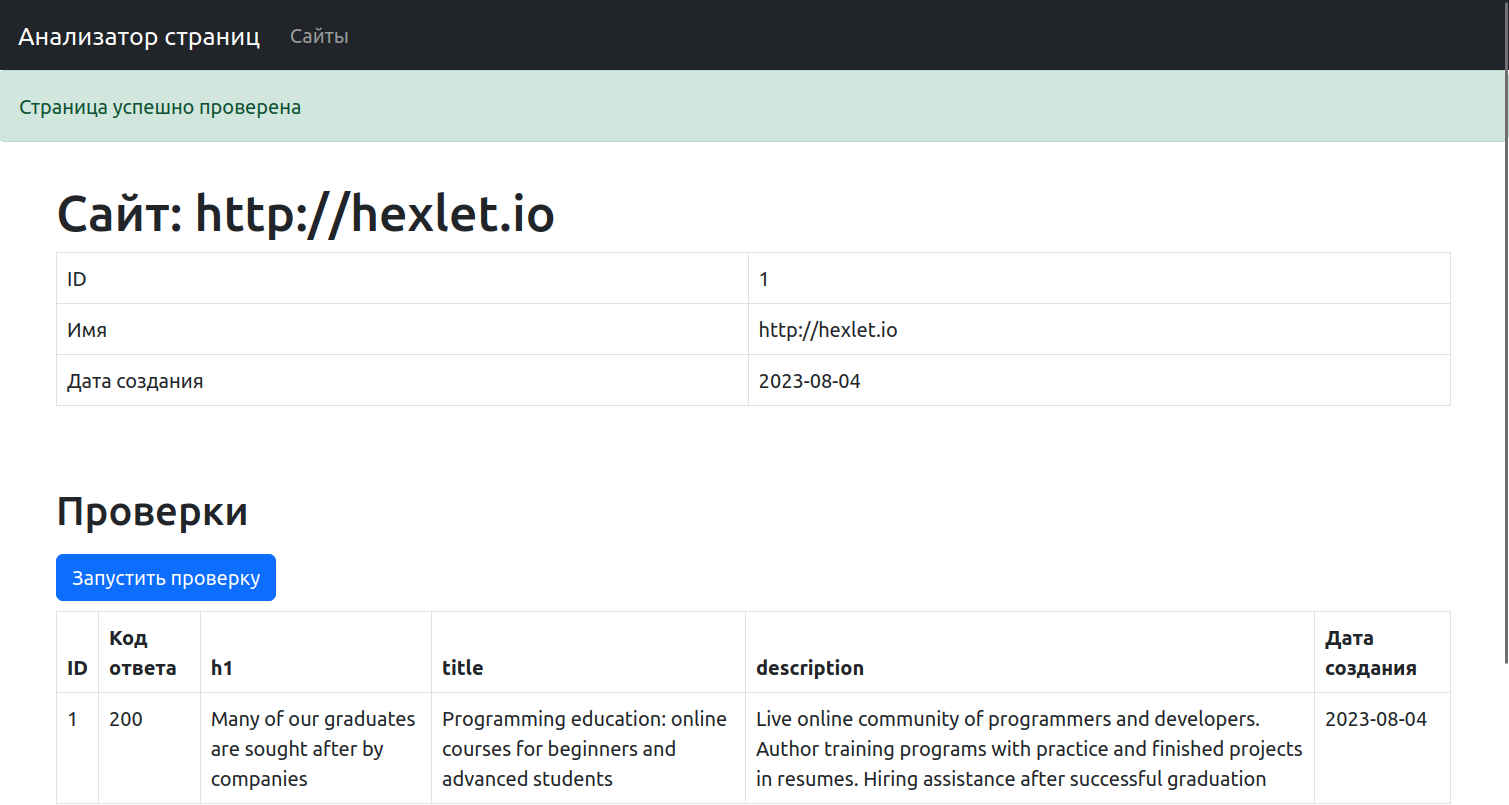 Анализатор страниц Сайты
Страница успешно проверена
Сайт: http://hexlet.io
ID 1
Имя http://hexlet.io
Дата создания 2023-08-04
Проверки
Запустить проверку
ID Код ответа h1 title description Дата создания
1 200 Many of our graduates are sought after by companies Programming education: online courses for beginners and advanced students Live online community of programmers and developers. Author training programs with practice and finished projects in resumes. Hiring assistance after successful graduation 2023-08-04